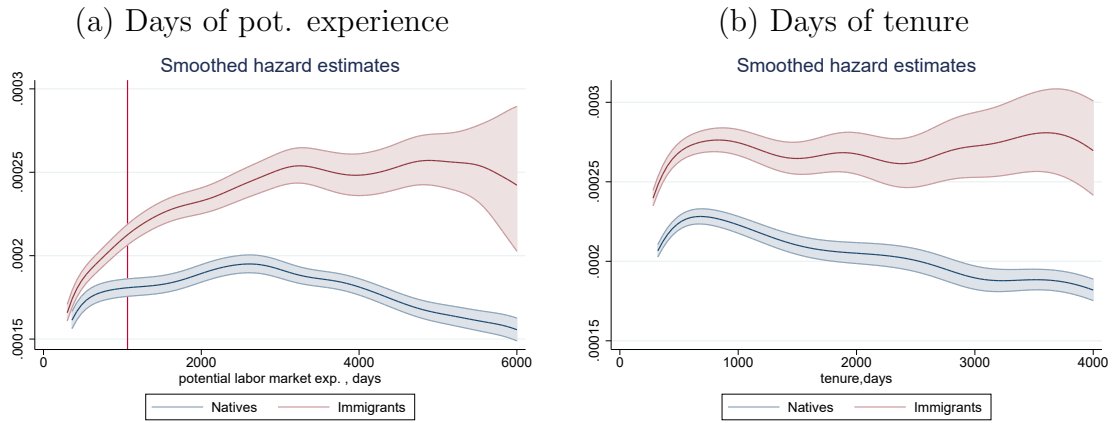 (a) Days of pot. experience
Smoothed hazard estimates
.0003
.00025
.0002
.00015
0 2000 4000 6000
potential labor market exp. , days
Natives Immigrants
(b) Days of tenure
Smoothed hazard estimates
.0003
.00025
.0002
.00015
0 1000 2000 3000 4000
tenure,days
Natives Immigrants